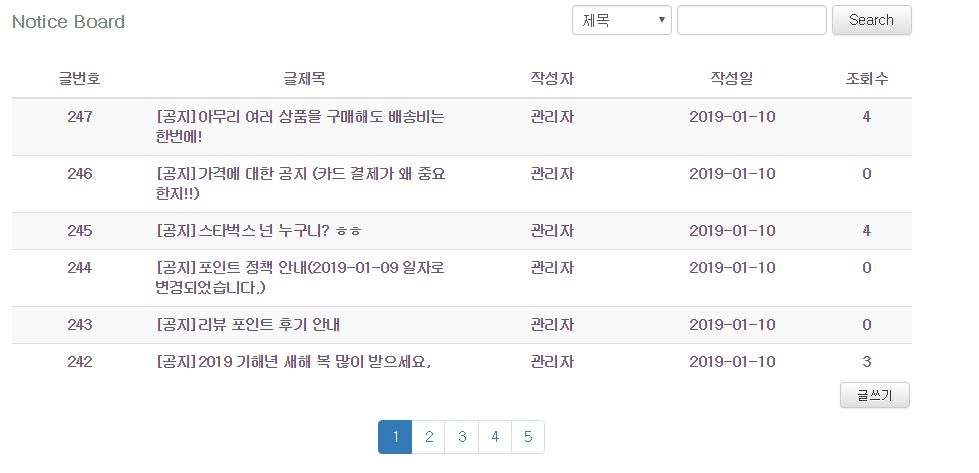 Notice Board 제목 Search
글번호 글제목 작성자 작성일 조회수
247 [공지]아무리 여러 상품을 구매해도 배송비는 관리자 2019-01-10 4
한번에!
246 [공지]가격에 대한 공지 (카드 결제가 왜 중요 관리자 2019-01-10 0
한지!!)
245 [공지]스타벅스 넌 누구니? ㅎㅎ 관리자 2019-01-10 4
244 [공지]포인트 정책 안내(2019-01-09 일자로 관리자 2019-01-10 0
변경되었습니다.)
243 [공지]리뷰 포인트 후기 안내 관리자 2019-01-10 0
242 [공지]2019 기해년 새해 복 많이 받으세요. 관리자 2019-01-10 3
글쓰기
1 2 3 4 5